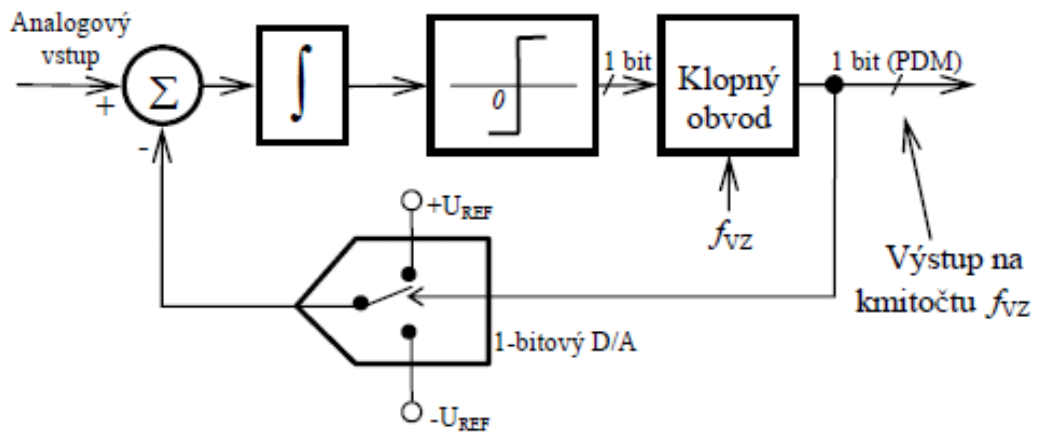 Analogový
vstup
+
-
Σ
∫
0
1 bit
Klopný
obvod
1 bit (PDM)
fVZ
+UREF
Výstup na
kmitočtu fVZ
1-bitový D/A
-UREF